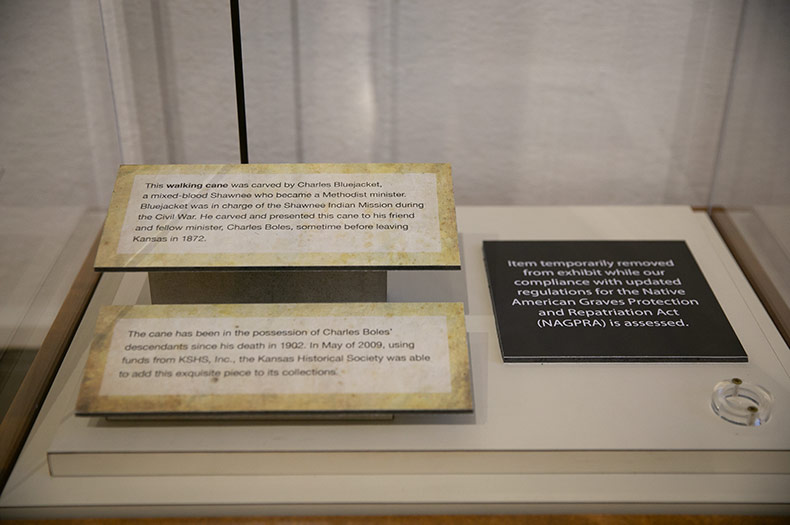 This walking cane was carved by Charles Bluejacket,
a mixed-blood Shawnee who became a Methodist minister.
Bluejacket was in charge of the Shawnee Indian Mission during
the Civil War. He carved and presented this cane to his friend
and fellow minister, Charles Boles, sometime before leaving
Kansas in 1872.
The cane has been in the possession of Charles Boles'
descendants since his death in 1902. In May of 2009, using
funds from KSHS, Inc., the Kansas Historical Society was able
to add this exquisite piece to its collections.
Item temporarily removed
from exhibit while our
compliance with updated
regulations for the Native
American Graves Protection
and Repatriation Act
(NAGPRA) is assessed.